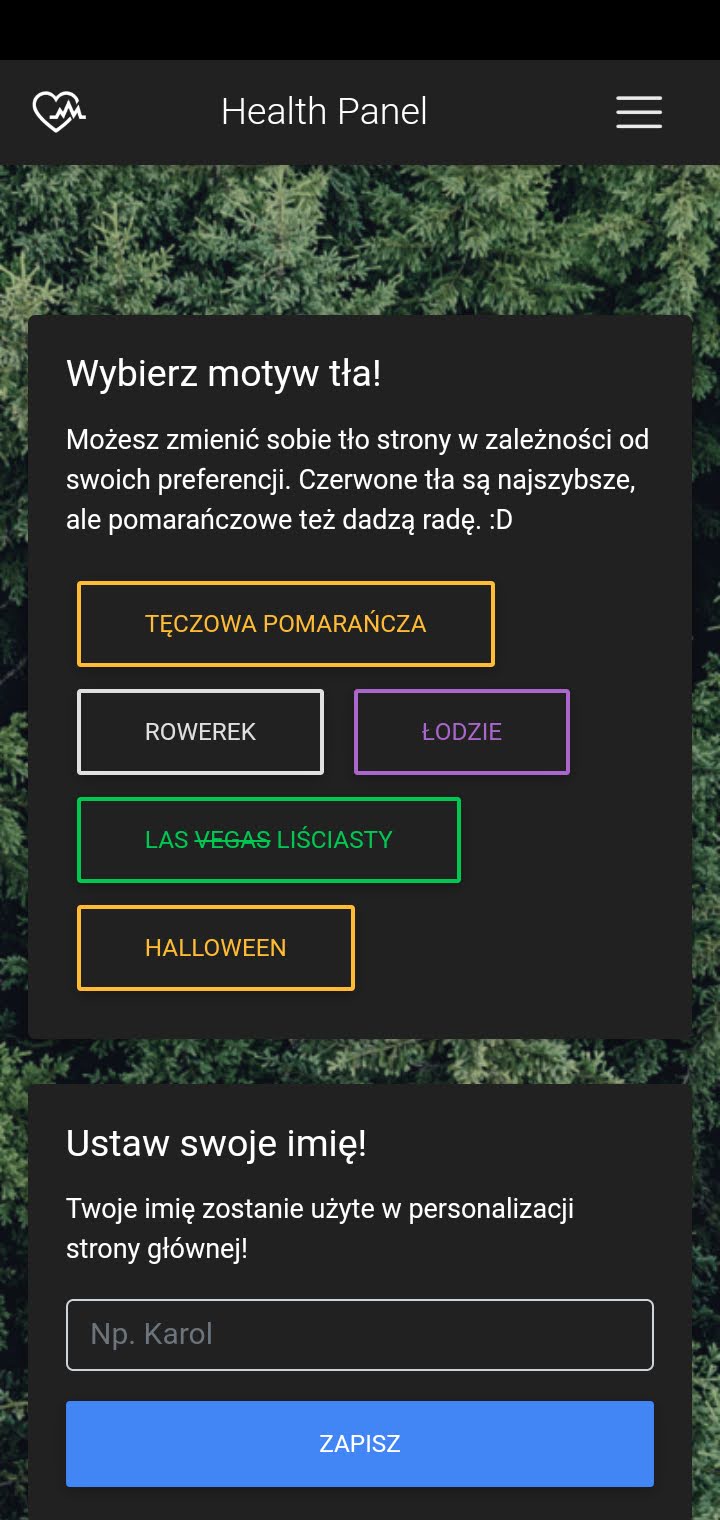 Health Panel
Wybierz motyw tła!
Możesz zmienić sobie tło strony w zależności od
swoich preferencji. Czerwone tła są najszybsze,
ale pomarańczowe też dadzą radę. :D
TĘCZOWA POMARAŃCZA
ROWEREK
ŁODZIE
LAS VEGAS LIŚCIASTY
HALLOWEEN
Ustaw swoje imię!
Twoje imię zostanie użyte w personalizacji
strony głównej!
Np. Karol
ZAPISZ